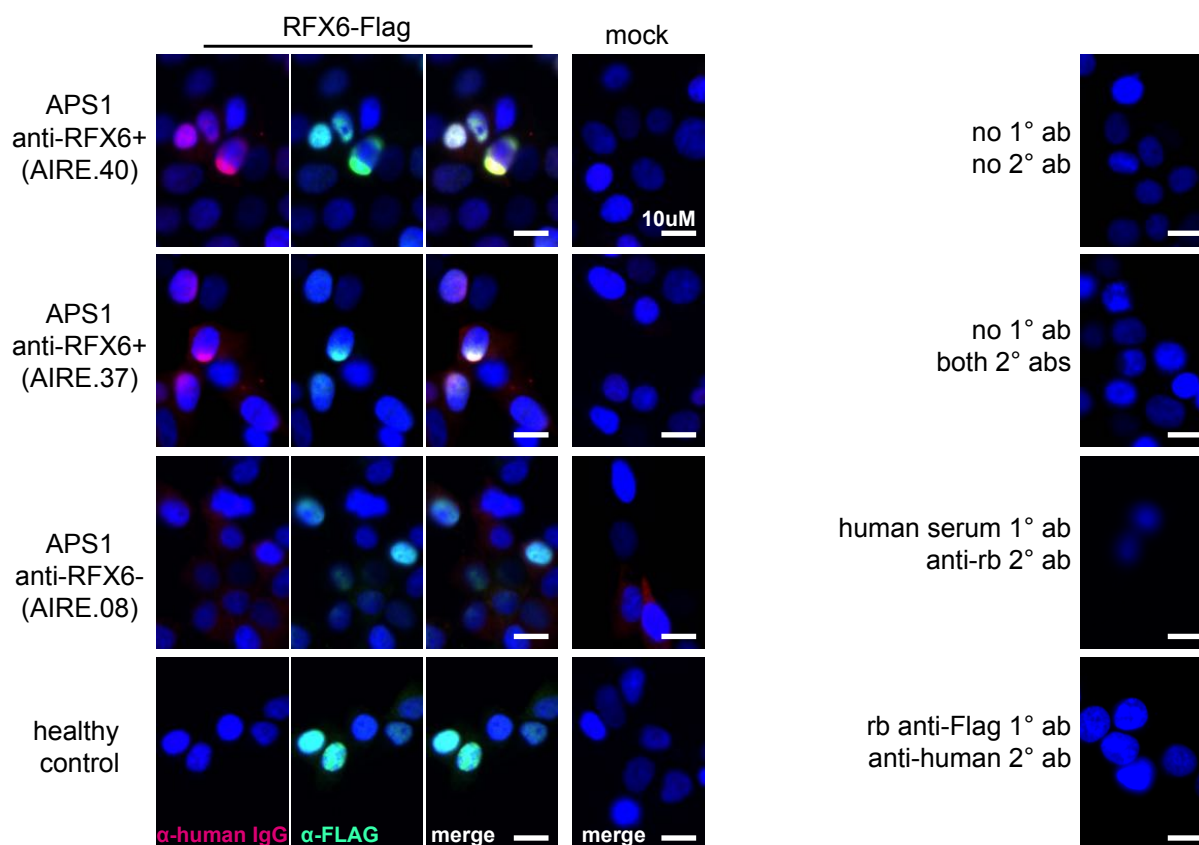 RFX6-Flag
mock
APS1
anti-RFX6+
(AIRE.40)
10uM
no 1° ab
no 2° ab
APS1
anti-RFX6+
(AIRE.37)
no 1° ab
both 2° abs
APS1
anti-RFX6-
(AIRE.08)
human serum 1° ab
anti-rb 2° ab
healthy
control
α-human IgG
α-FLAG
merge
merge
rb anti-Flag 1° ab
anti-human 2° ab